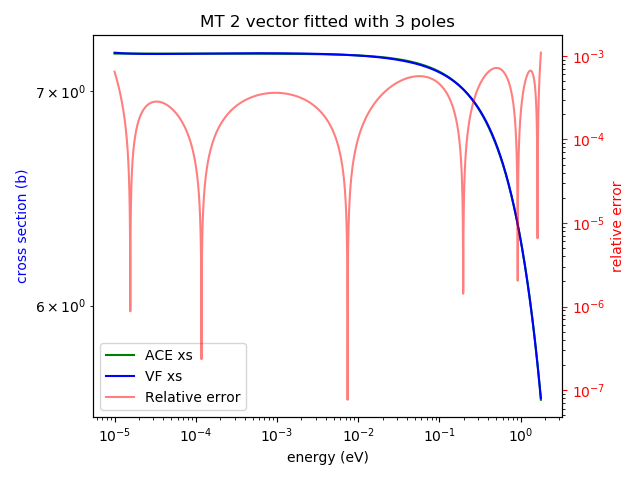 MT 2 vector fitted with 3 poles
cross section (b)
7 × 10⁰
6 × 10⁰
ACE xs
VF xs
Relative error
10⁻⁵ 10⁻⁴ 10⁻³ 10⁻² 10⁻¹ 10⁰
energy (eV)
10⁻³
10⁻⁴
10⁻⁵
10⁻⁶
10⁻⁷
relative error